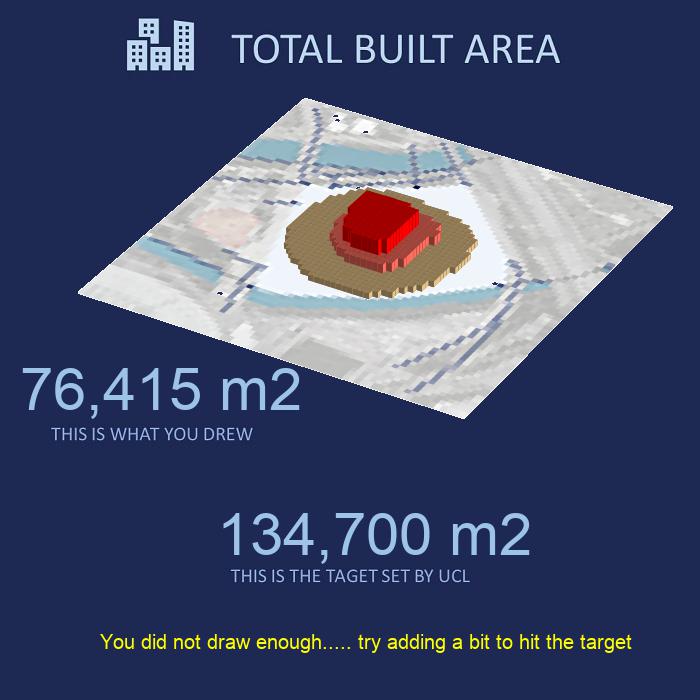 TOTAL BUILT AREA
76,415 m2
THIS IS WHAT YOU DREW
134,700 m2
THIS IS THE TAGET SET BY UCL
You did not draw enough..... try adding a bit to hit the target